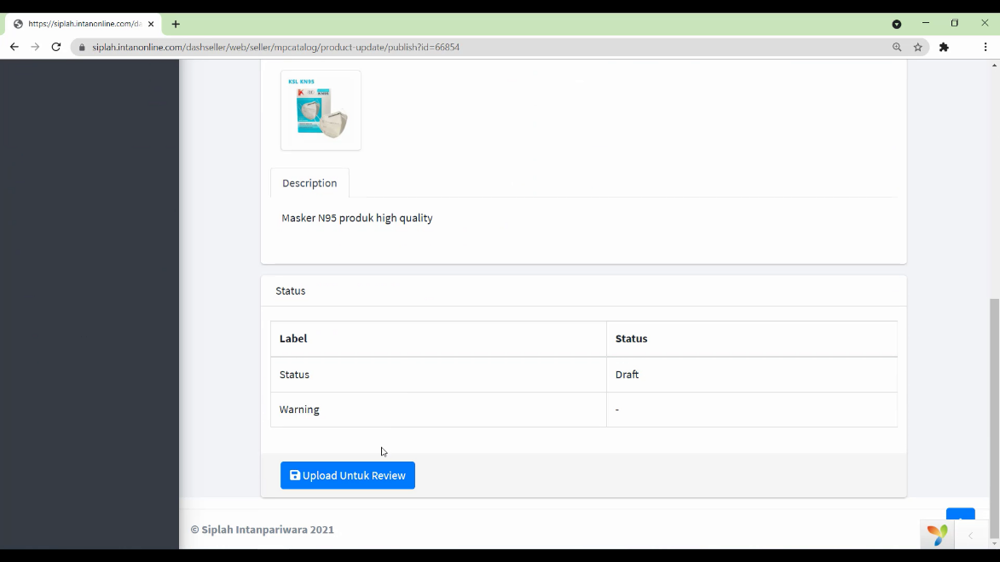 https://siplah.intanonline.com/da
siplah.intanonline.com/dashseller/web/seller/mpcatalog/product-update/publish?id=66854
KSL KN95
Description
Masker N95 produk high quality
Status
Label Status
Status Draft
Warning -
Upload Untuk Review
© Siplah Intanpariwara 2021